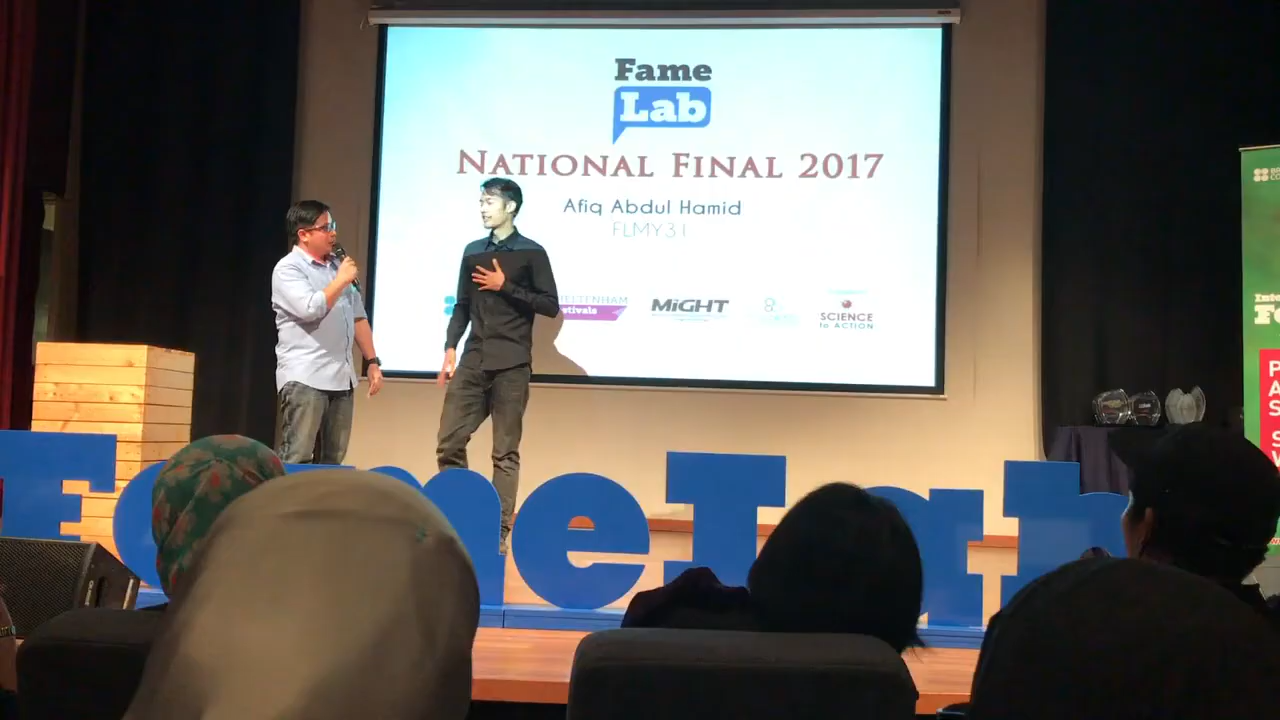 Fame
Lab
NATIONAL FINAL 2017
Afiq Abdul Hamid
FLMY31
MiGHT
SCIENCE
to ACTION
FameLab